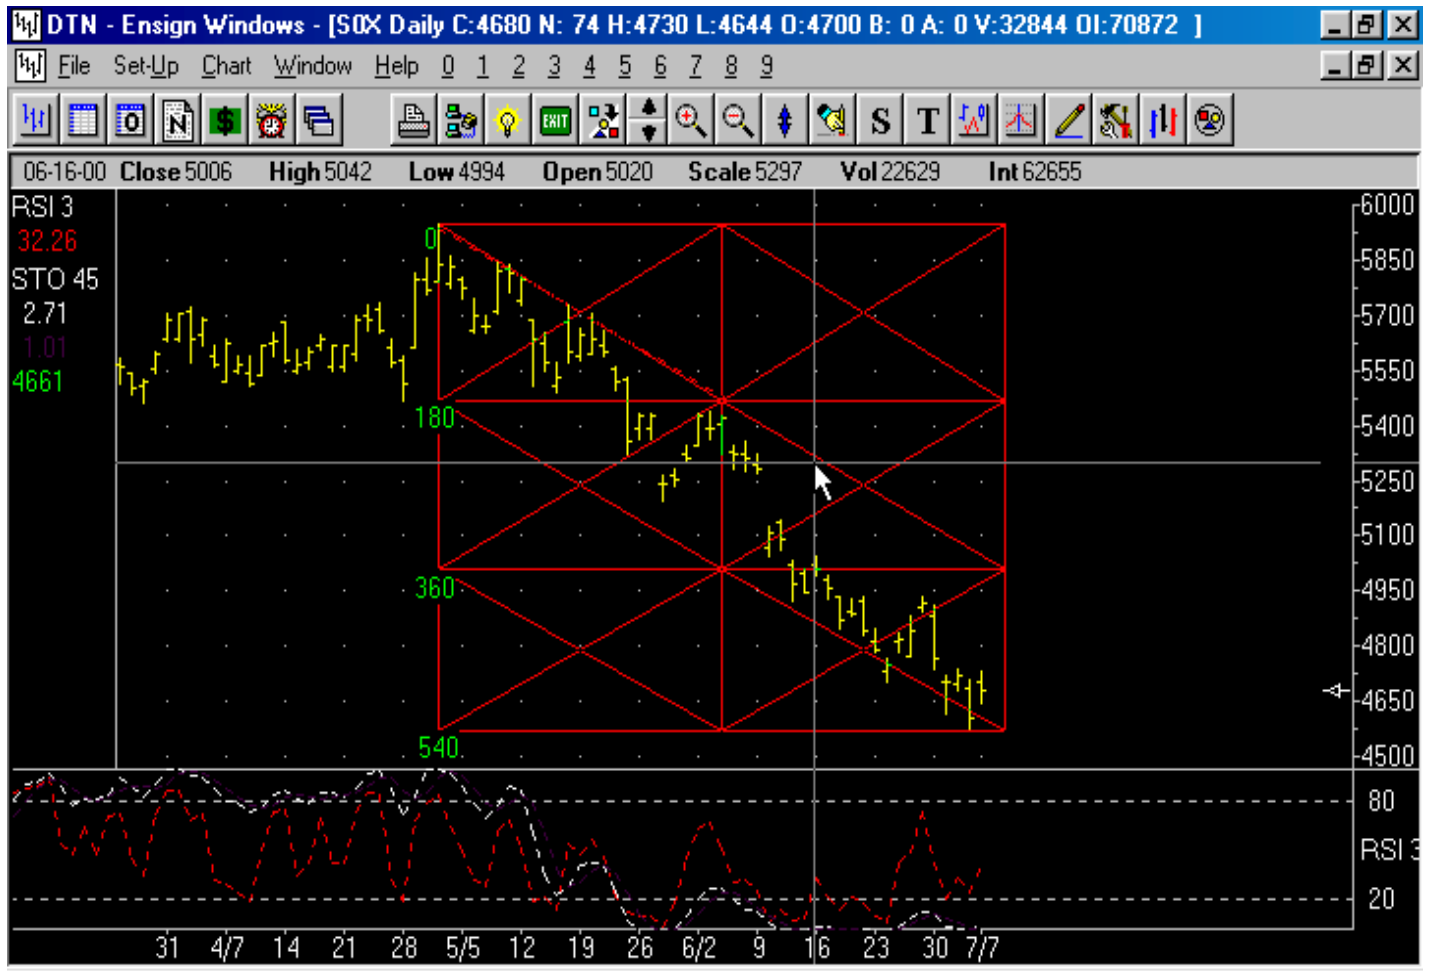 DTN - Ensign Windows - [S0X Daily C:4680 N: 74 H:4730 L:4644 O:4700 B: 0 A: 0 V:32844 OI:70872 ]
File Set-Up Chart Window Help 0 1 2 3 4 5 6 7 8 9
O N $ EXIT S T
06-16-00 Close 5006 High 5042 Low 4994 Open 5020 Scale 5297 Vol 22629 Int 62655
RSI 3
32.26
STO 45
2.71
1.01
4661
0
180
360
540
6000
5850
5700
5550
5400
5250
5100
4950
4800
4650
4500
80
RSI 3
20
31 4/7 14 21 28 5/5 12 19 26 6/2 9 16 23 30 7/7